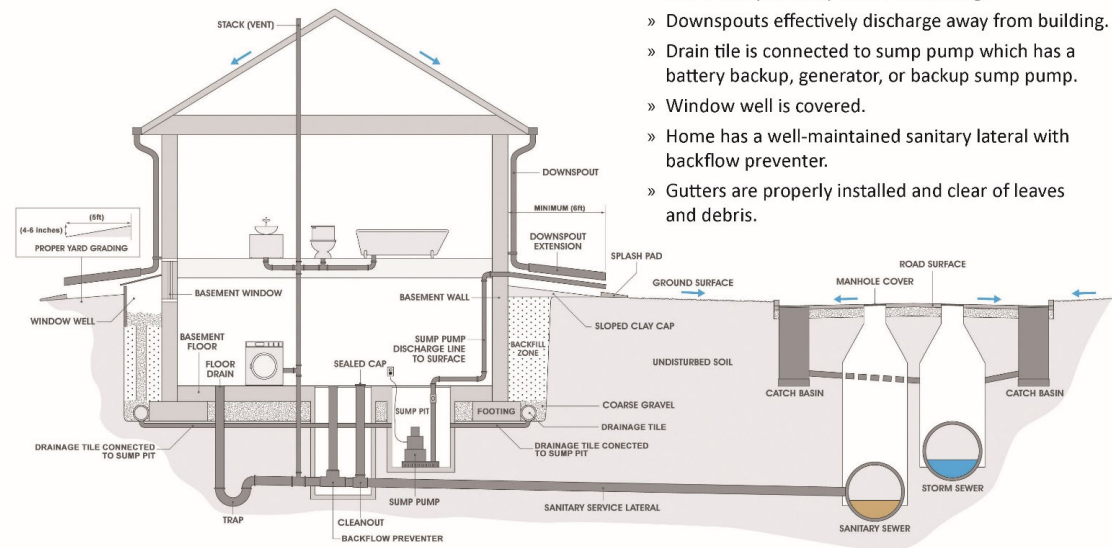 » Downspouts effectively discharge away from building.
» Drain tile is connected to sump pump which has a
battery backup, generator, or backup sump pump.
» Window well is covered.
» Home has a well-maintained sanitary lateral with
backflow preventer.
» Gutters are properly installed and clear of leaves
and debris.
STACK (VENT)
DOWNSPOUT
MINIMUM (6ft)
DOWNSPOUT
EXTENSION
SPLASH PAD
(5ft)
(4-6 inches)
PROPER YARD GRADING
GROUND SURFACE
MANHOLE COVER
ROAD SURFACE
BASEMENT WINDOW
BASEMENT WALL
WINDOW WELL
SLOPED CLAY CAP
BASEMENT
FLOOR
FLOOR
DRAIN
SEALED CAP
SUMP PUMP
DISCHARGE LINE
TO SURFACE
BACKFILL
ZONE
UNDISTURBED SOIL
CATCH BASIN
CATCH BASIN
SUMP PIT
FOOTING
COARSE GRAVEL
DRAINAGE TILE
DRAINAGE TILE CONNECTED
TO SUMP PIT
DRAINAGE TILE CONECTED
TO SUMP PIT
SUMP PUMP
SANITARY SERVICE LATERAL
STORM SEWER
SANITARY SEWER
TRAP
CLEANOUT
BACKFLOW PREVENTER